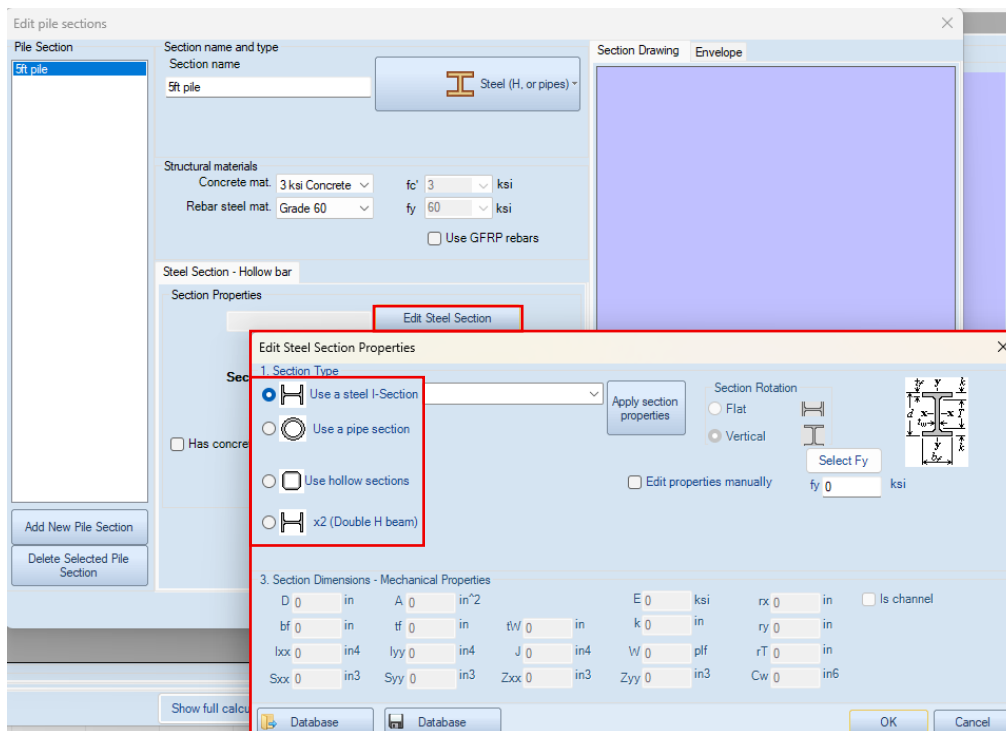 Edit pile sections
Pile Section
5ft pile
Add New Pile Section
Delete Selected Pile
Section
Section name and type
Section name
5ft pile
Steel (H, or pipes)
Structural materials
Concrete mat. 3 ksi Concrete fc' 3 ksi
Rebar steel mat. Grade 60 fy 60 ksi
Use GFRP rebars
Steel Section - Hollow bar
Section Properties
Edit Steel Section
Has concre
Section Drawing Envelope
Edit Steel Section Properties
1. Section Type
Use a steel I-Section
Use a pipe section
Use hollow sections
x2 (Double H beam)
Apply section
properties
Section Rotation
Flat
Vertical
Select Fy
Edit properties manually fy 0 ksi
3. Section Dimensions - Mechanical Properties
D 0 in A 0 in^2 E 0 ksi rx 0 in Is channel
bf 0 in tf 0 in tW 0 in k 0 in ry 0 in
Ixx 0 in4 Iyy 0 in4 J 0 in4 W 0 plf rT 0 in
Sxx 0 in3 Syy 0 in3 Zxx 0 in3 Zyy 0 in3 Cw 0 in6
Show full calcu
Database Database OK Cancel